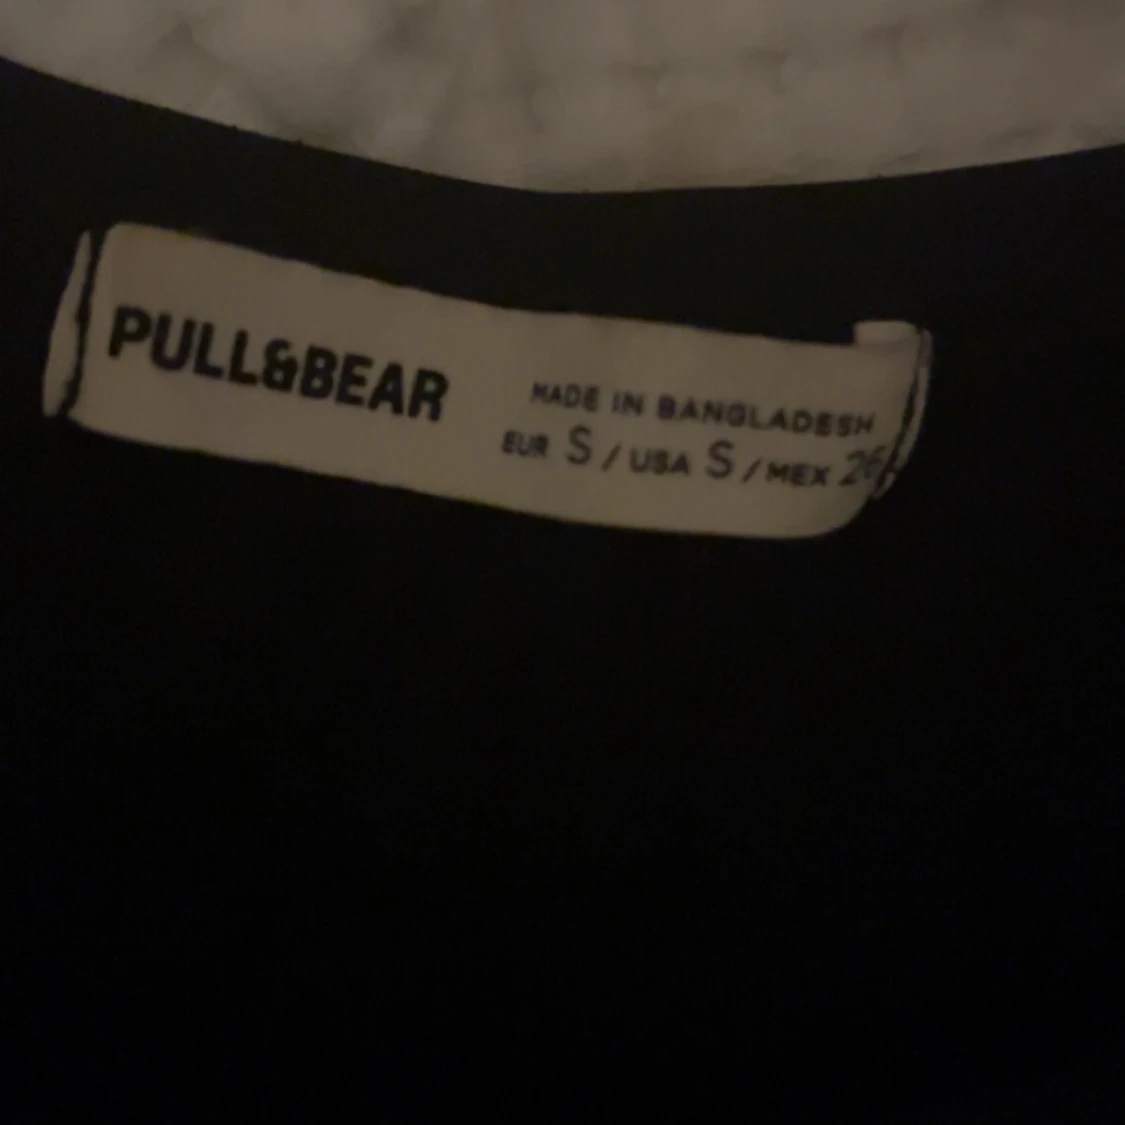 PULL&BEAR
MADE IN BANGLADESH
EUR S / USA S / MEX 26